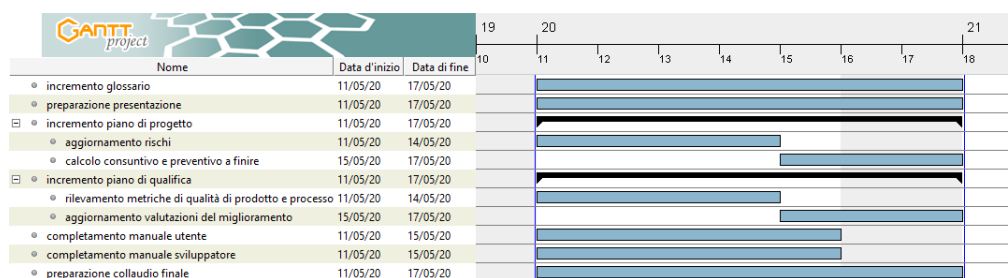 GANTT project
19 20 21
10 11 12 13 14 15 16 17 18
Nome Data d'inizio Data di fine
incremento glossario 11/05/20 17/05/20
preparazione presentazione 11/05/20 17/05/20
incremento piano di progetto 11/05/20 17/05/20
aggiornamento rischi 11/05/20 14/05/20
calcolo consuntivo e preventivo a finire 15/05/20 17/05/20
incremento piano di qualifica 11/05/20 17/05/20
rilevamento metriche di qualità di prodotto e processo 11/05/20 14/05/20
aggiornamento valutazioni del miglioramento 15/05/20 17/05/20
completamento manuale utente 11/05/20 15/05/20
completamento manuale sviluppatore 11/05/20 15/05/20
preparazione collaudo finale 11/05/20 17/05/20